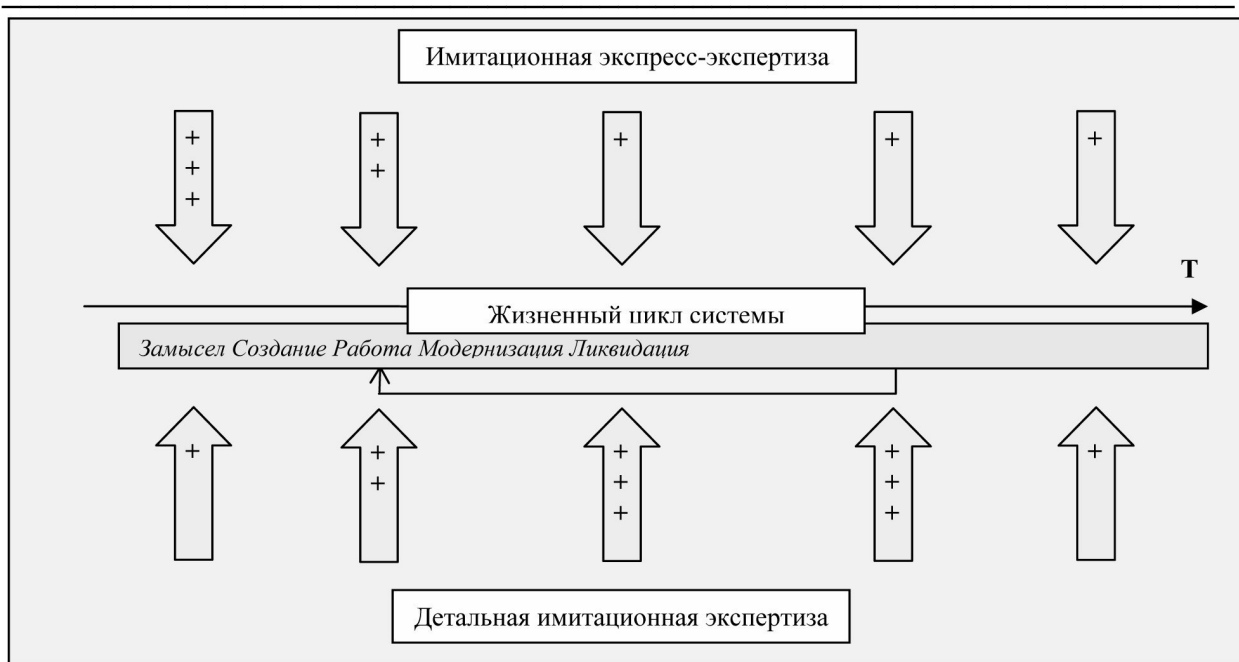 Имитационная экспресс-экспертиза
+ + + + +
+ +
+
Т
Жизненный цикл системы
Замысел Создание Работа Модернизация Ликвидация
+ + + + +
+ + +
+ +
Детальная имитационная экспертиза